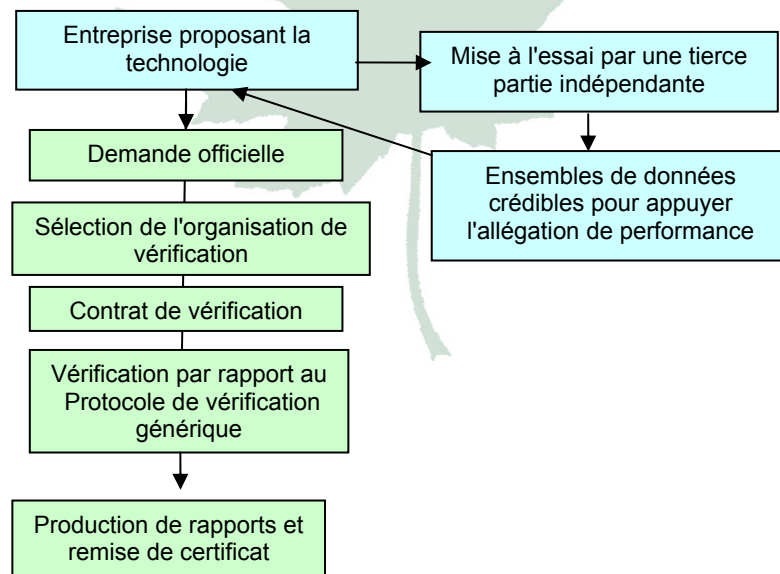 Entreprise proposant la
technologie
Mise à l'essai par une tierce
partie indépendante
Demande officielle
Ensembles de données
crédibles pour appuyer
l'allégation de performance
Sélection de l'organisation de
vérification
Contrat de vérification
Vérification par rapport au
Protocole de vérification
générique
Production de rapports et
remise de certificat